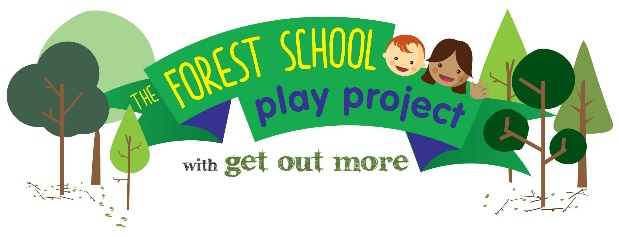 THE FOREST SCHOOL
play project
with get out more